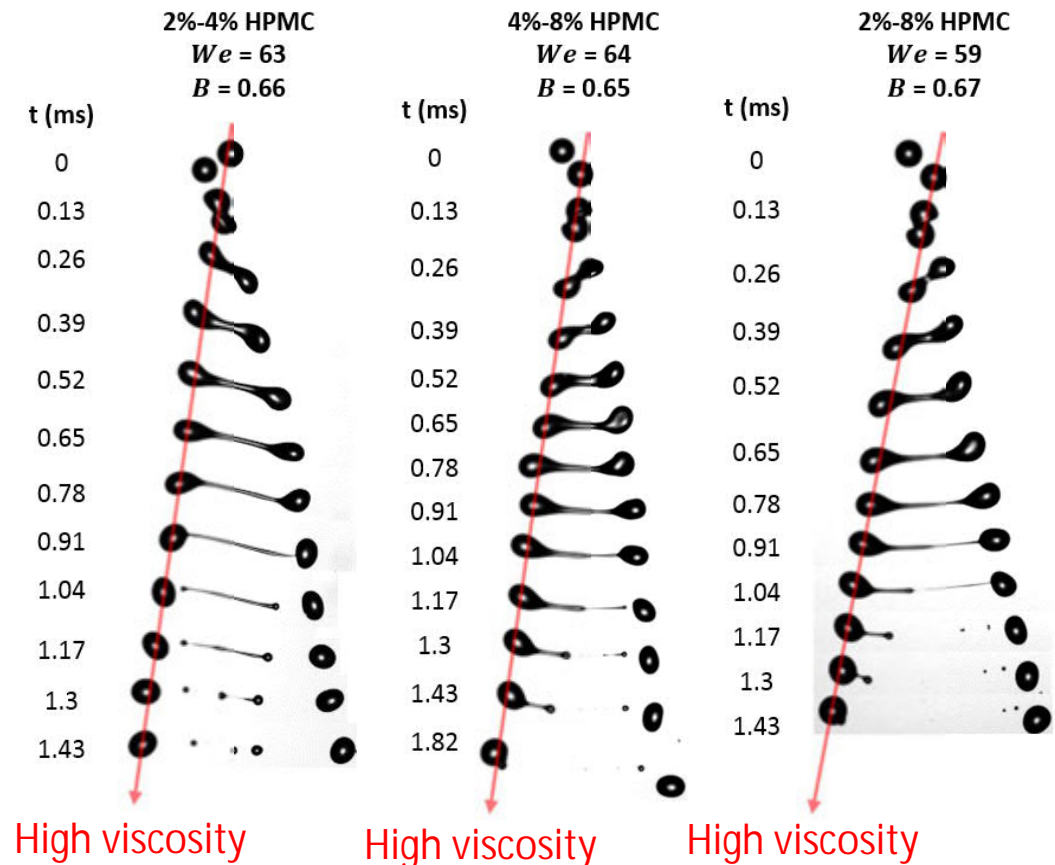 2%-4% HPMC
We = 63
B = 0.66
4%-8% HPMC
We = 64
B = 0.65
2%-8% HPMC
We = 59
B = 0.67
t (ms)
0
0.13
0.26
0.39
0.52
0.65
0.78
0.91
1.04
1.17
1.3
1.43
t (ms)
0
0.13
0.26
0.39
0.52
0.65
0.78
0.91
1.04
1.17
1.3
1.43
1.82
t (ms)
0
0.13
0.26
0.39
0.52
0.65
0.78
0.91
1.04
1.17
1.3
1.43
High viscosity
High viscosity
High viscosity